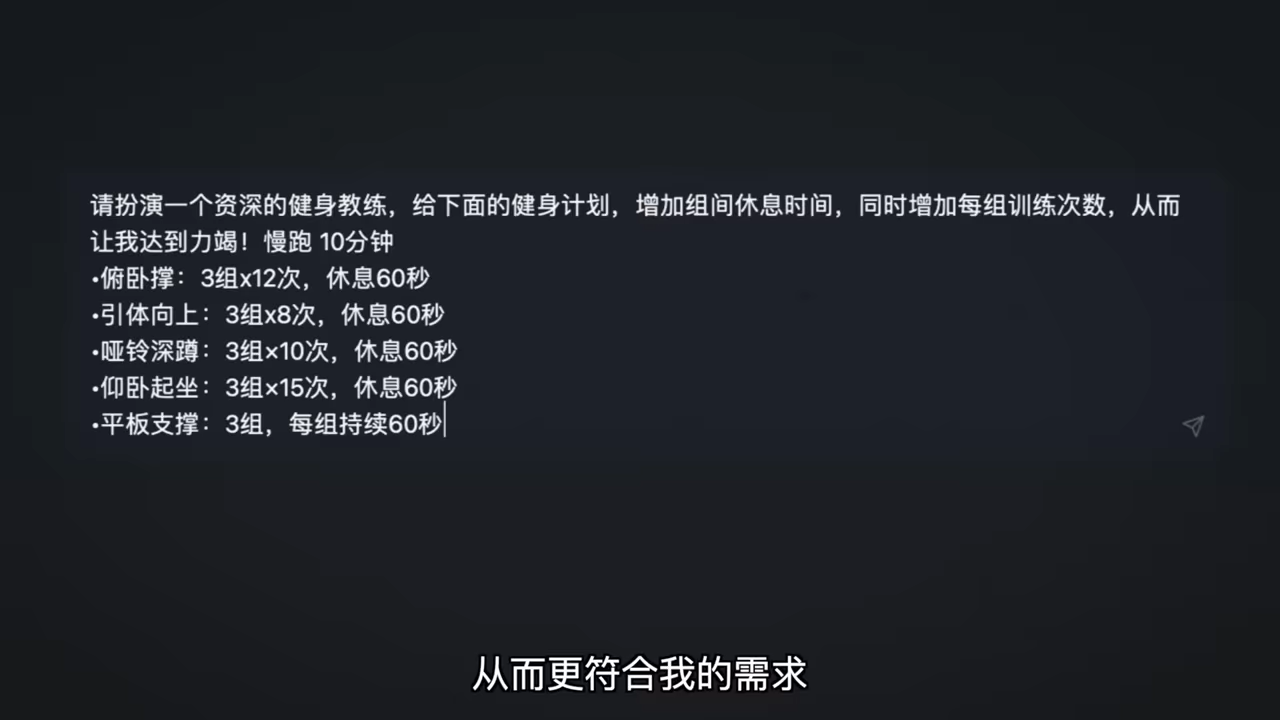 请扮演一个资深的健身教练，给下面的健身计划，增加组间休息时间，同时增加每组训练次数，从而
让我达到力竭！慢跑 10分钟
•俯卧撑：3组x12次，休息60秒
•引体向上：3组x8次，休息60秒
•哑铃深蹲：3组×10次，休息60秒
•仰卧起坐：3组×15次，休息60秒
•平板支撑：3组，每组持续60秒
从而更符合我的需求